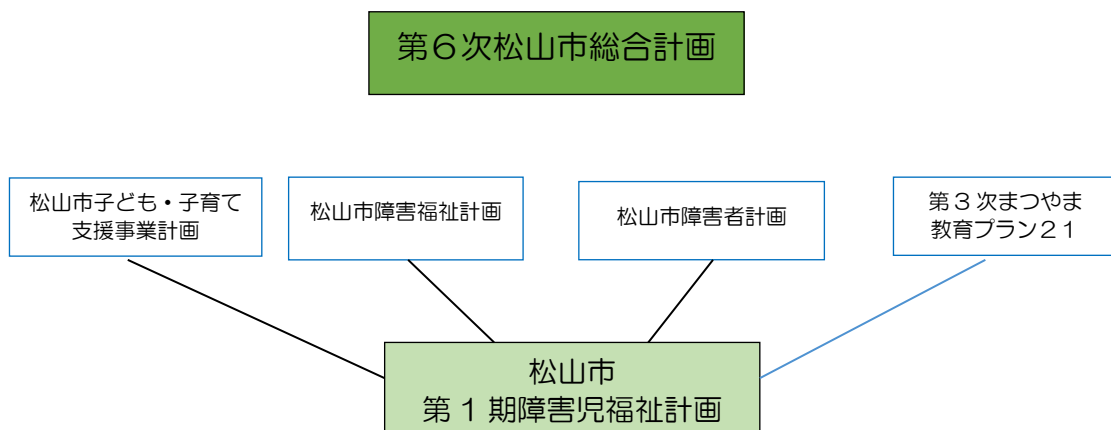 第６次松山市総合計画
松山市子ども・子育て
支援事業計画
松山市障害福祉計画
松山市障害者計画
第３次まつやま
教育プラン２１
松山市
第１期障害児福祉計画